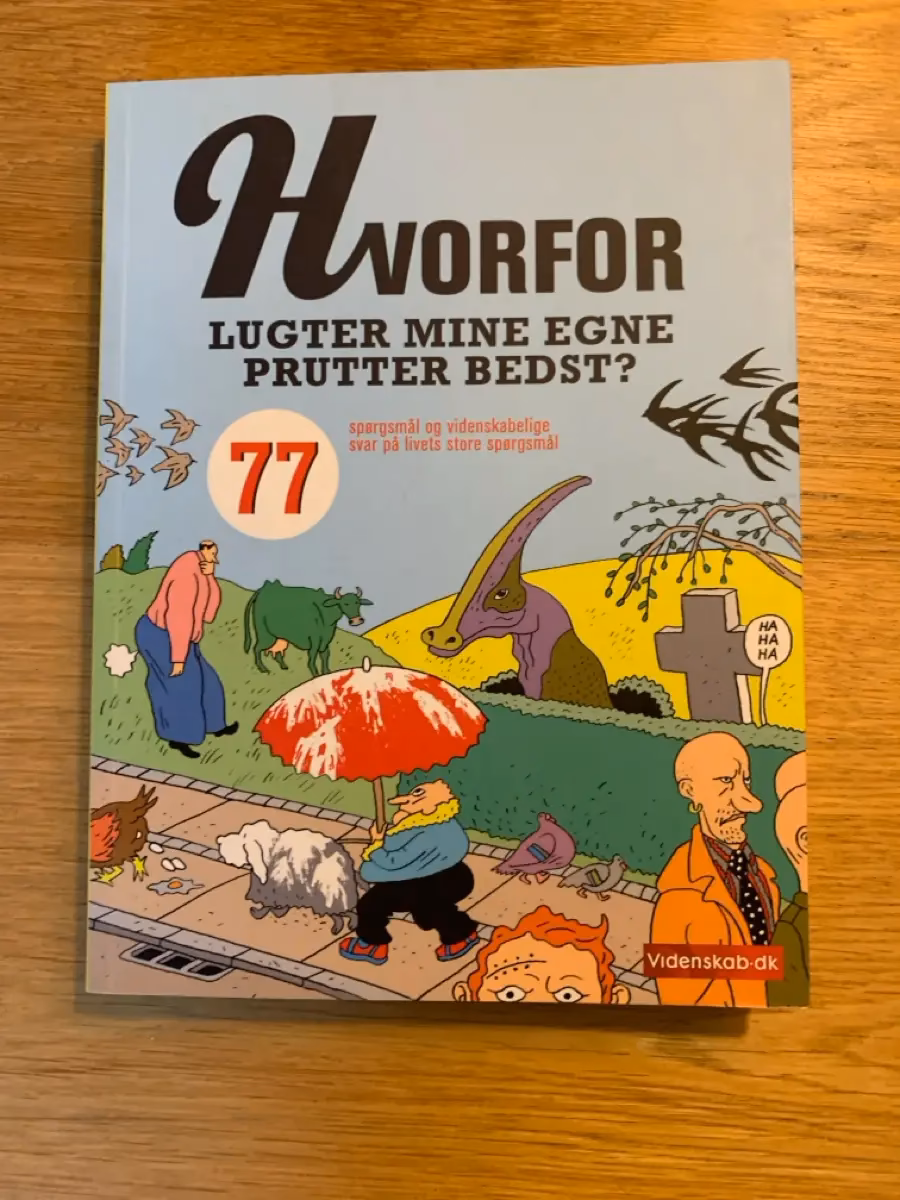 HVORFOR
LUGTER MINE EGNE
PRUTTER BEDST?
77
spørgsmål og videnskabelige
svar på livets store spørgsmål
HA
HA
HA
Videnskab·dk